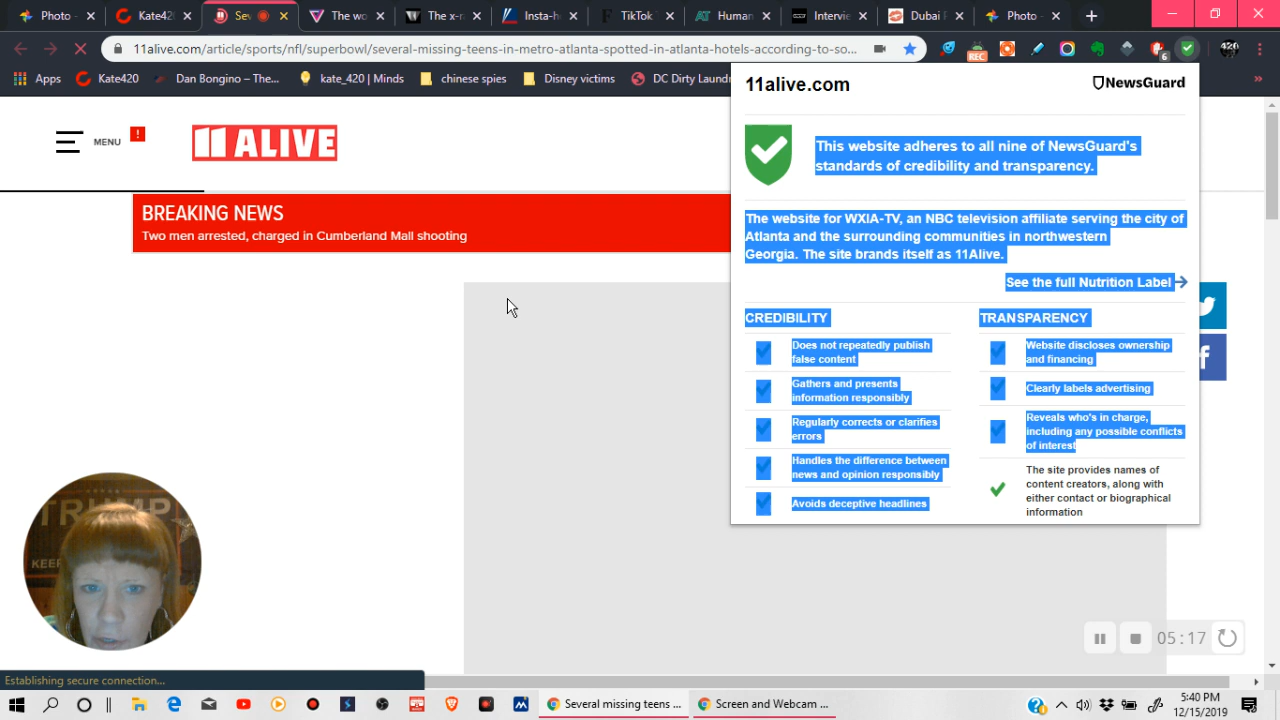 Photo -
Kate42
Sev
The wo
The x-r
Insta-h
TikTok
Human
Intervie
Dubai P
Photo -
11alive.com/article/sports/nfl/superbowl/several-missing-teens-in-metro-atlanta-spotted-in-atlanta-hotels-according-to-so...
REC
6
420
Apps
Kate420
Dan Bongino – The...
kate_420 | Minds
chinese spies
Disney victims
DC Dirty Laund
»
MENU
!
11 ALIVE
BREAKING NEWS
Two men arrested, charged in Cumberland Mall shooting
11alive.com
NewsGuard
This website adheres to all nine of NewsGuard's
standards of credibility and transparency.
The website for WXIA-TV, an NBC television affiliate serving the city of
Atlanta and the surrounding communities in northwestern
Georgia. The site brands itself as 11Alive.
See the full Nutrition Label
CREDIBILITY
Does not repeatedly publish
false content
Gathers and presents
information responsibly
Regularly corrects or clarifies
errors
Handles the difference between
news and opinion responsibly
Avoids deceptive headlines
TRANSPARENCY
Website discloses ownership
and financing
Clearly labels advertising
Reveals who's in charge,
including any possible conflicts
of interest
The site provides names of
content creators, along with
either contact or biographical
information
TRUMP
KEEP
05:17
Establishing secure connection...
Several missing teens ...
Screen and Webcam ...
5:40 PM
12/15/2019